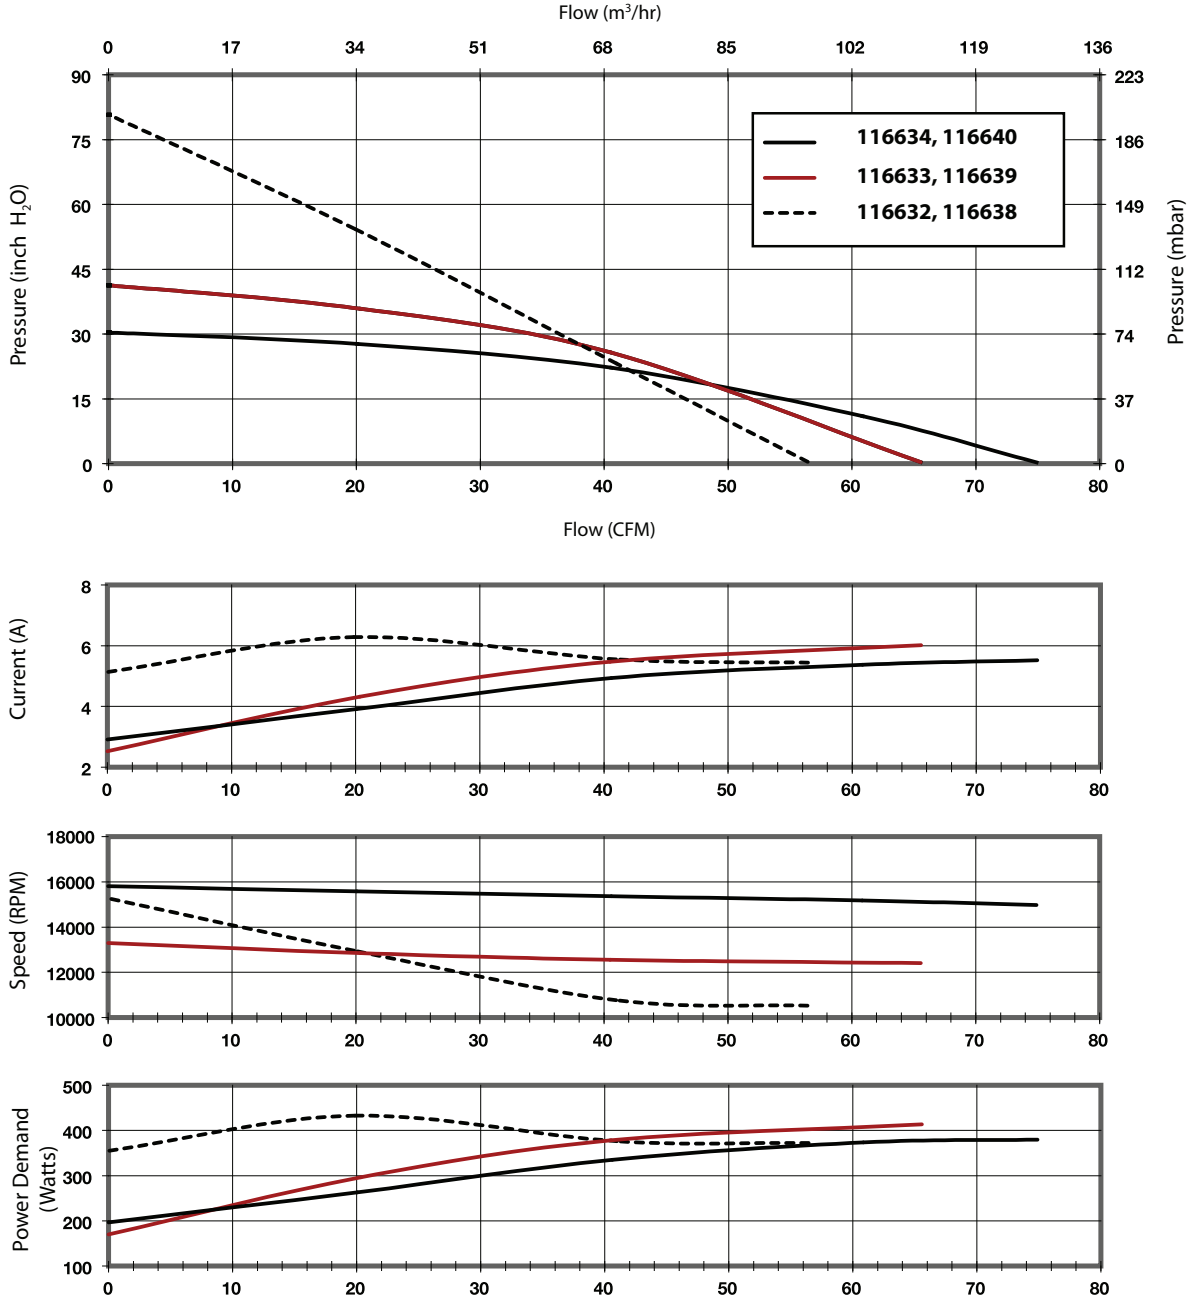 Flow (m³/hr)
0 17 34 51 68 85 102 119 136
90 223
116634, 116640
75 186
116633, 116639
60 149
116632, 116638
45 112
30 74
15 37
0 0
Pressure (inch H₂O)
Pressure (mbar)
0 10 20 30 40 50 60 70 80
Flow (CFM)
8
6
4
2
Current (A)
0 10 20 30 40 50 60 70 80
18000
16000
14000
12000
10000
Speed (RPM)
0 10 20 30 40 50 60 70 80
500
400
300
200
100
Power Demand
(Watts)
0 10 20 30 40 50 60 70 80